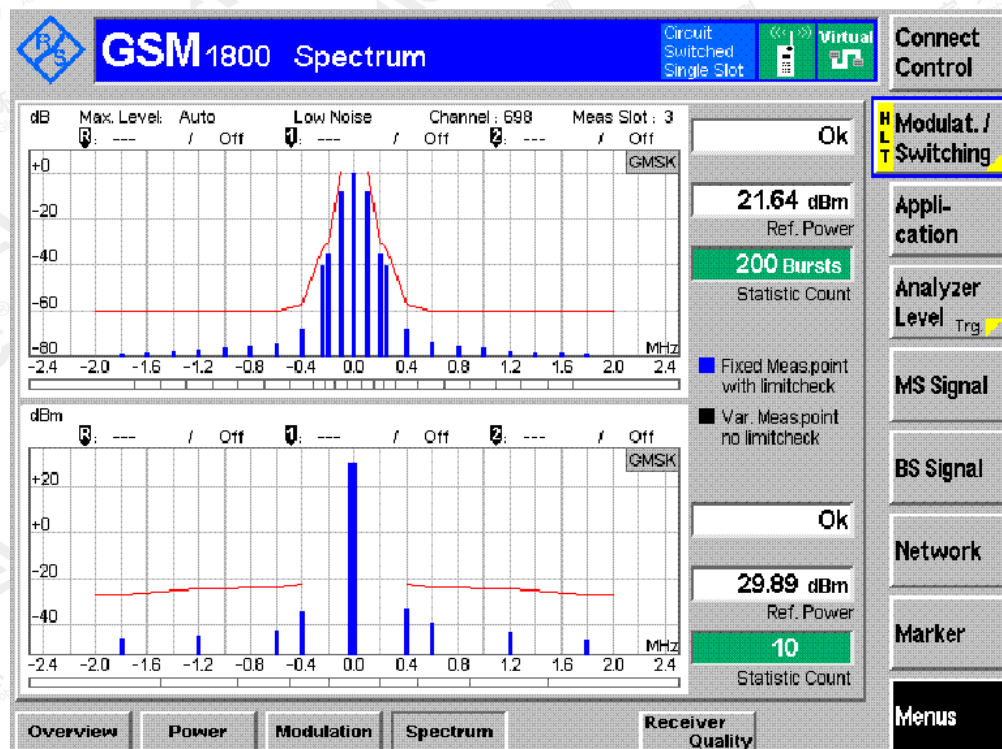 R/S
GSM 1800 Spectrum
Circuit
Switched
Single Slot
Virtual
Connect
Control
dB Max. Level: Auto Low Noise Channel : 698 Meas Slot : 3
R: --- / Off 1: --- / Off 2: --- / Off
GMSK
+0
-20
-40
-60
-80
MHz
-2.4 -2.0 -1.6 -1.2 -0.8 -0.4 0.0 0.4 0.8 1.2 1.6 2.0 2.4
Ok
21.64 dBm
Ref. Power
200 Bursts
Statistic Count
Fixed Meas.point
with limitcheck
Var. Meas.point
no limitcheck
dBm
R: --- / Off 1: --- / Off 2: --- / Off
GMSK
+20
+0
-20
-40
MHz
-2.4 -2.0 -1.6 -1.2 -0.8 -0.4 0.0 0.4 0.8 1.2 1.6 2.0 2.4
Ok
29.89 dBm
Ref. Power
10
Statistic Count
H
L
T
Modulat. /
Switching
Appli-
cation
Analyzer
Level Trg.
MS Signal
BS Signal
Network
Marker
Menus
Overview Power Modulation Spectrum Receiver
Quality